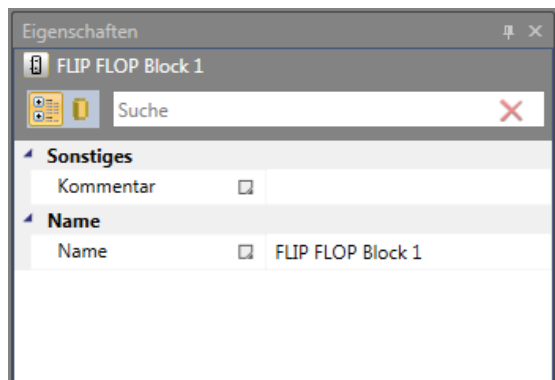 Eigenschaften
FLIP FLOP Block 1
Suche
Sonstiges
Kommentar
Name
Name FLIP FLOP Block 1